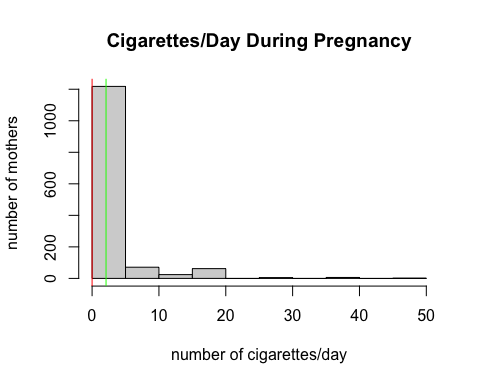 Cigarettes/Day During Pregnancy
number of mothers
1000
600
200
0
0 10 20 30 40 50
number of cigarettes/day